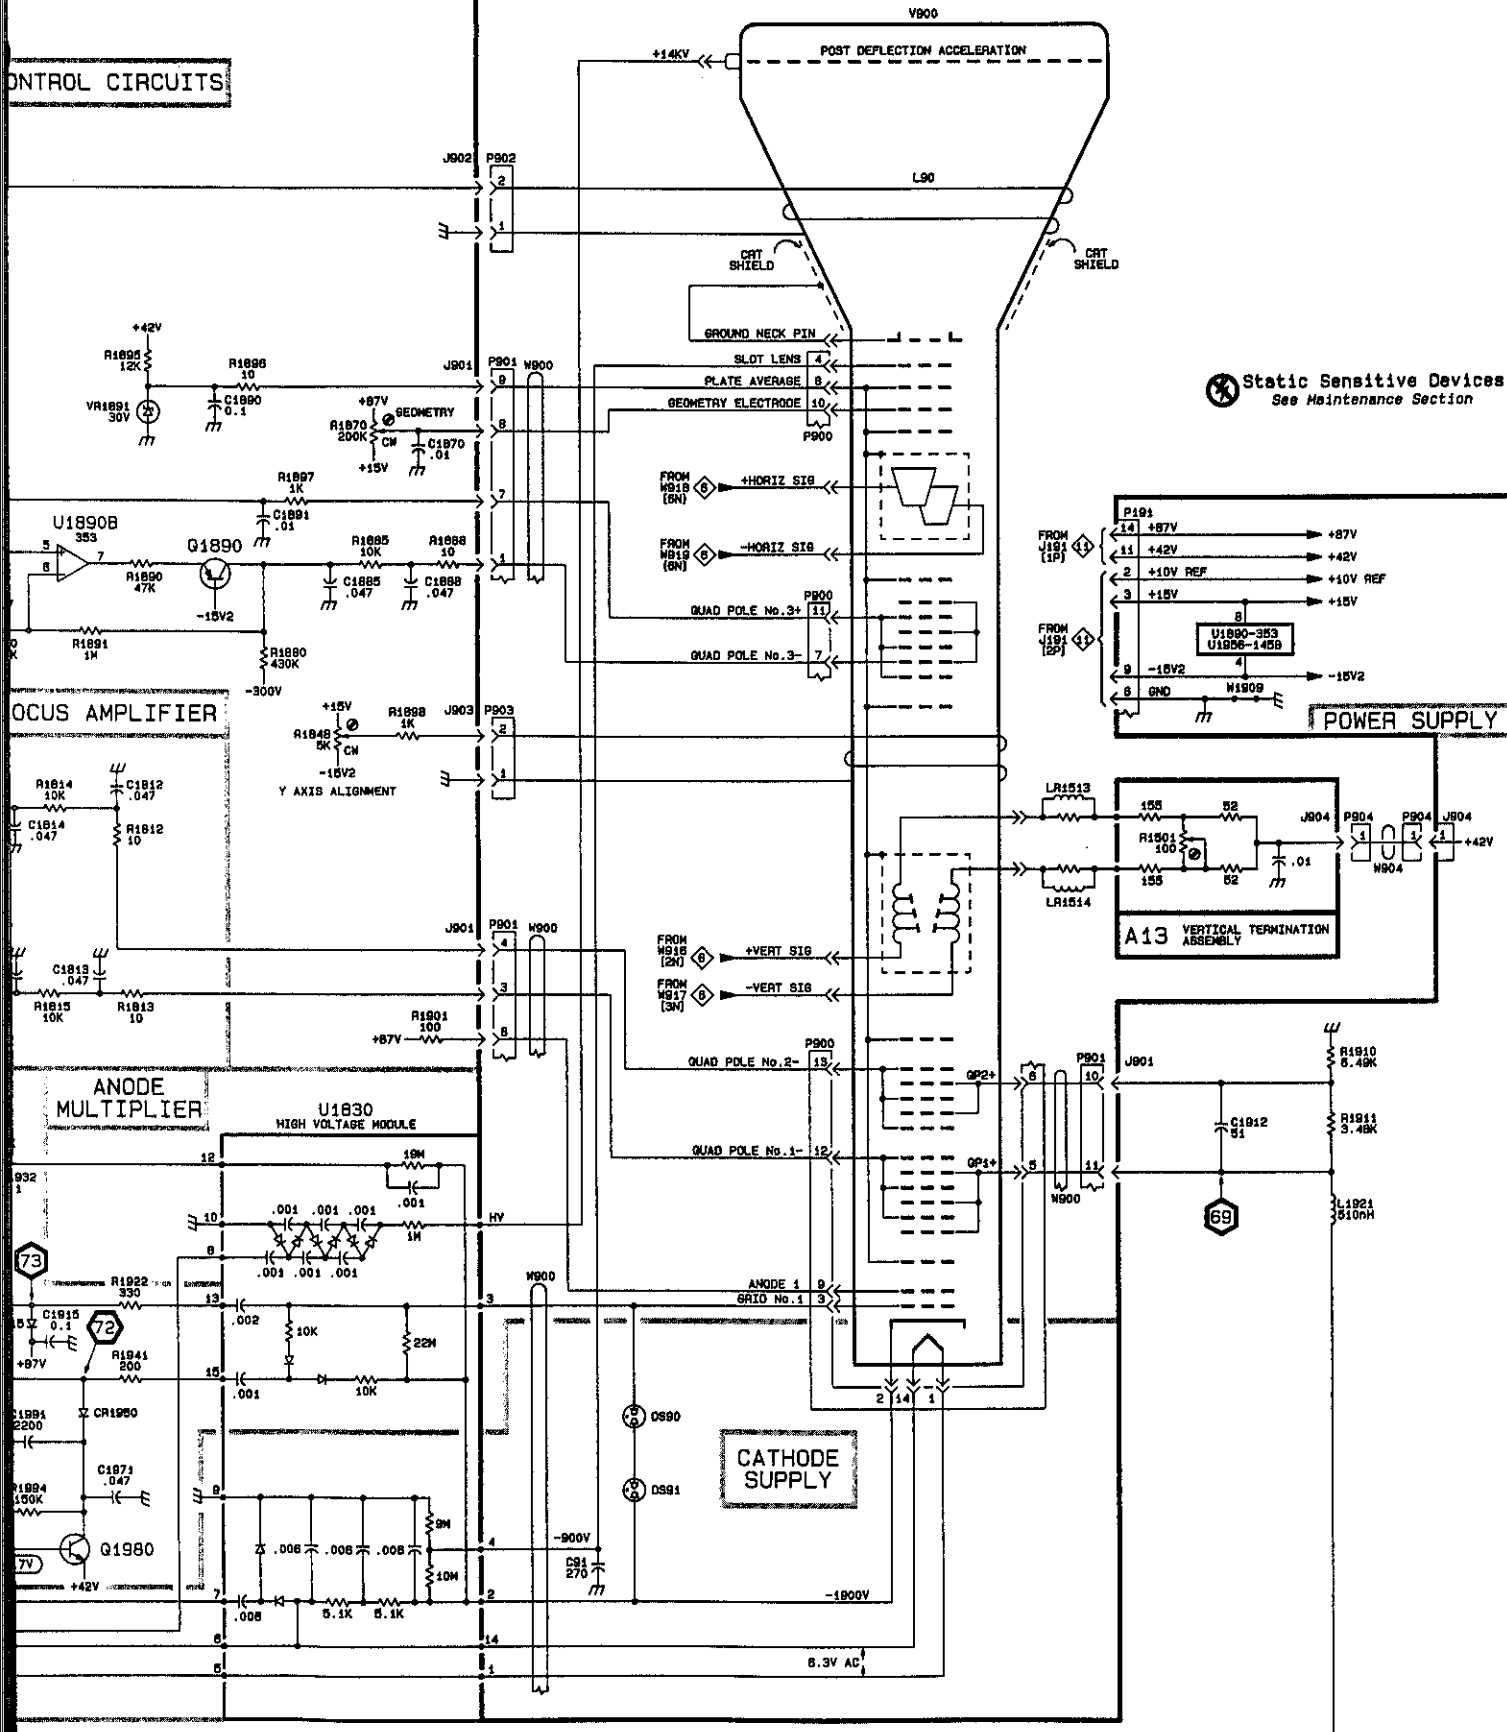 V900
+14KV
POST DEFLECTION ACCELERATION
ONTROL CIRCUITS
J902 P902
2
L90
1
CRT
SHIELD
CRT
SHIELD
GROUND NECK PIN
+42V
R1895
12K
R1896
10
VR1891
30V
C1890
0.1
J901 P901 W900
9
8
7
1
+87V
GEOMETRY
R1870
200K
CW
+15V
C1870
.01
SLOT LENS 4
PLATE AVERAGE 8
GEOMETRY ELECTRODE 10
P900
Static Sensitive Devices
See Maintenance Section
FROM
W918
[6N]
6
+HORIZ SIG
FROM
W919
[6N]
6
-HORIZ SIG
R1897
1K
C1891
.01
U1890B
353
5
6
7
R1890
47K
Q1890
-15V2
R1885
10K
R1888
10
C1885
.047
C1888
.047
R1891
1M
R1880
430K
-300V
P900
QUAD POLE No.3+ 11
QUAD POLE No.3- 7
P191
FROM
J191
[1P]
11
14 +87V
+87V
11 +42V
+42V
2 +10V REF
+10V REF
3 +15V
+15V
FROM
J191
[2P]
11
8
U1890-353
U1956-1458
4
9 -15V2
-15V2
6 GND
W1909
POWER SUPPLY
OCUS AMPLIFIER
+15V
R1848
5K
CW
-15V2
Y AXIS ALIGNMENT
R1898
1K
J903 P903
2
1
R1814
10K
C1812
.047
C1814
.047
R1812
10
LR1513
LR1514
155
52
R1501
100
155
52
.01
J904 P904
1
W904
P904 J904
1
1
+42V
A13 VERTICAL TERMINATION
ASSEMBLY
J901 P901 W900
4
3
6
FROM
W916
[2N]
6
+VERT SIG
FROM
W917
[3N]
6
-VERT SIG
C1813
.047
R1815
10K
R1813
10
R1901
100
+87V
P900
QUAD POLE No.2- 13
QUAD POLE No.1- 12
QP2+
QP1+
6
5
P901
10
11
J901
W900
R1910
5.49K
C1912
51
R1911
3.48K
L1921
510nH
69
ANODE
MULTIPLIER
U1830
HIGH VOLTAGE MODULE
12
19M
.001
932
1
10
.001 .001 .001
1M
HV
8
.001 .001 .001
73
R1922
330
13
.002
10K
22M
3
C1915
0.1
+87V
72
R1941
200
15
.001
10K
W900
ANODE 1 9
GRID No.1 3
2 14 1
DS90
DS91
CATHODE
SUPPLY
C1991
2200
CR1950
C1971
.047
R1994
150K
Q1980
7V
+42V
9
.006 .006 .006
9M
10M
4
-900V
C91
270
7
.006
5.1K
5.1K
2
-1900V
6
14
6.3V AC
5
1